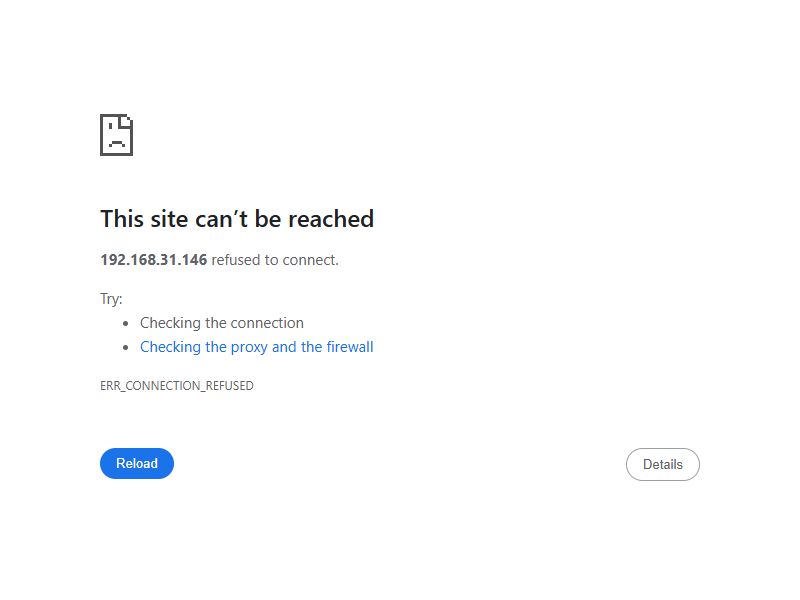 This site can’t be reached
192.168.31.146 refused to connect.
Try:
• Checking the connection
• Checking the proxy and the firewall
ERR_CONNECTION_REFUSED
Reload
Details